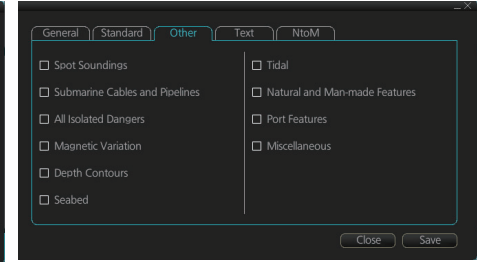 General Standard Other Text NtoM
Spot Soundings
Submarine Cables and Pipelines
All Isolated Dangers
Magnetic Variation
Depth Contours
Seabed
Tidal
Natural and Man-made Features
Port Features
Miscellaneous
Close Save